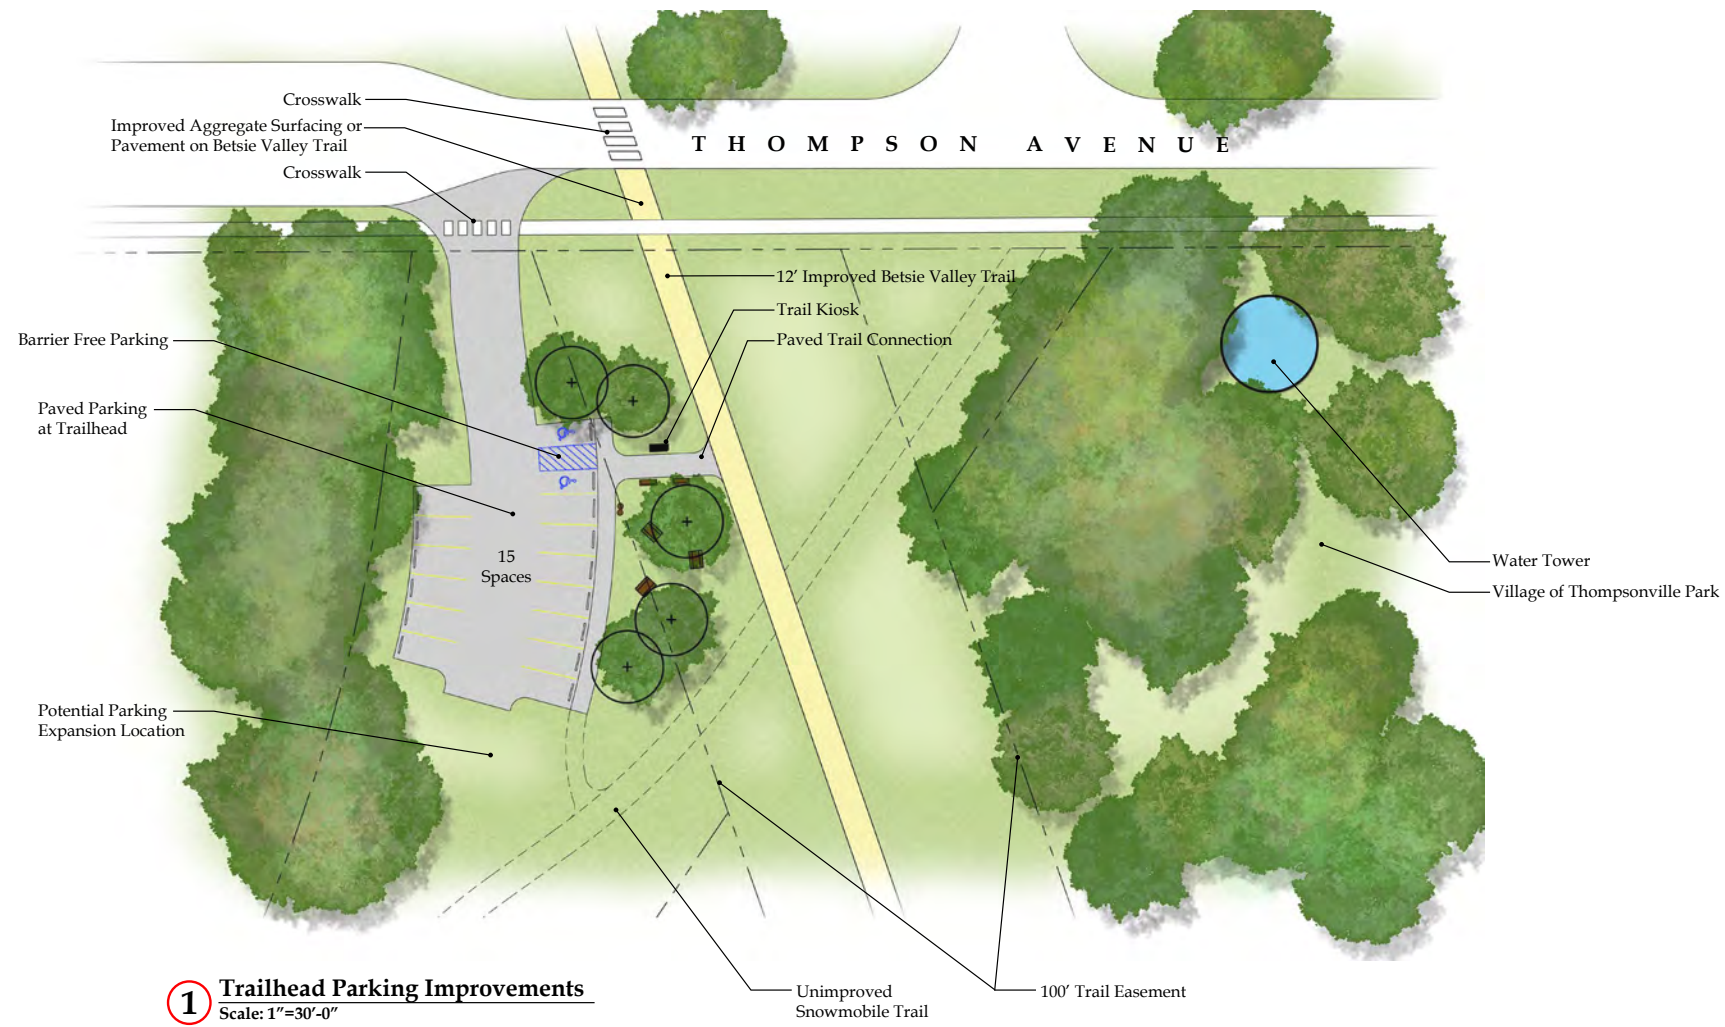 Crosswalk
Improved Aggregate Surfacing or
Pavement on Betsie Valley Trail
Crosswalk
THOMPSON AVENUE
12' Improved Betsie Valley Trail
Trail Kiosk
Paved Trail Connection
Barrier Free Parking
Paved Parking
at Trailhead
15
Spaces
Water Tower
Village of Thompsonville Park
Potential Parking
Expansion Location
Unimproved
Snowmobile Trail
100' Trail Easement
1 Trailhead Parking Improvements
Scale: 1"=30'-0"